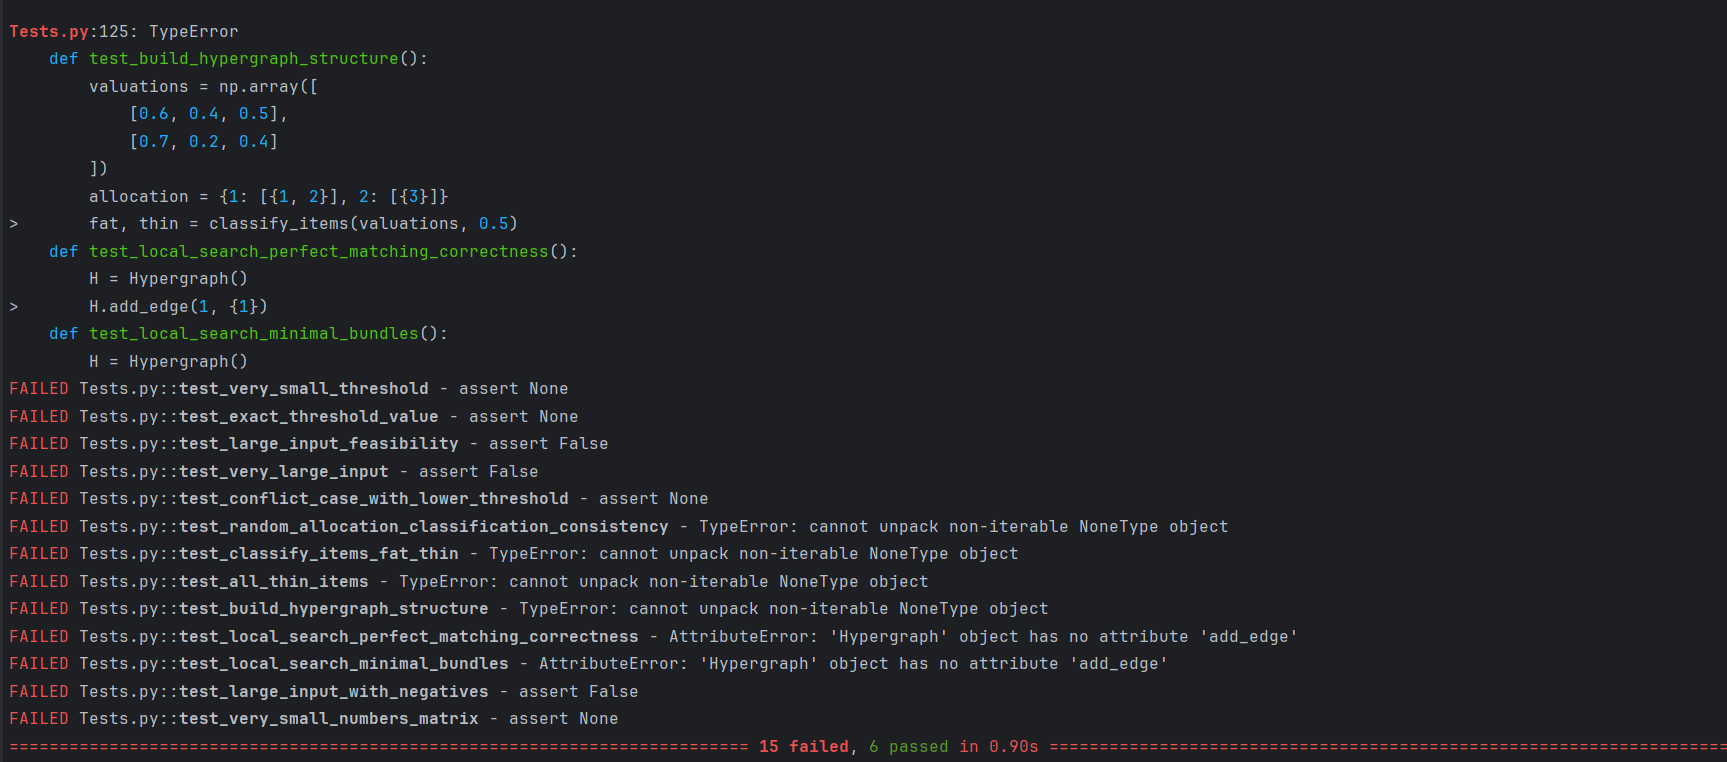 Tests.py:125: TypeError
    def test_build_hypergraph_structure():
        valuations = np.array([
            [0.6, 0.4, 0.5],
            [0.7, 0.2, 0.4]
        ])
        allocation = {1: [{1, 2}], 2: [{3}]}
>       fat, thin = classify_items(valuations, 0.5)
    def test_local_search_perfect_matching_correctness():
        H = Hypergraph()
>       H.add_edge(1, {1})
    def test_local_search_minimal_bundles():
        H = Hypergraph()
FAILED Tests.py::test_very_small_threshold - assert None
FAILED Tests.py::test_exact_threshold_value - assert None
FAILED Tests.py::test_large_input_feasibility - assert False
FAILED Tests.py::test_very_large_input - assert False
FAILED Tests.py::test_conflict_case_with_lower_threshold - assert None
FAILED Tests.py::test_random_allocation_classification_consistency - TypeError: cannot unpack non-iterable NoneType object
FAILED Tests.py::test_classify_items_fat_thin - TypeError: cannot unpack non-iterable NoneType object
FAILED Tests.py::test_all_thin_items - TypeError: cannot unpack non-iterable NoneType object
FAILED Tests.py::test_build_hypergraph_structure - TypeError: cannot unpack non-iterable NoneType object
FAILED Tests.py::test_local_search_perfect_matching_correctness - AttributeError: 'Hypergraph' object has no attribute 'add_edge'
FAILED Tests.py::test_local_search_minimal_bundles - AttributeError: 'Hypergraph' object has no attribute 'add_edge'
FAILED Tests.py::test_large_input_with_negatives - assert False
FAILED Tests.py::test_very_small_numbers_matrix - assert None
========================================================================== 15 failed, 6 passed in 0.90s ====================================================================